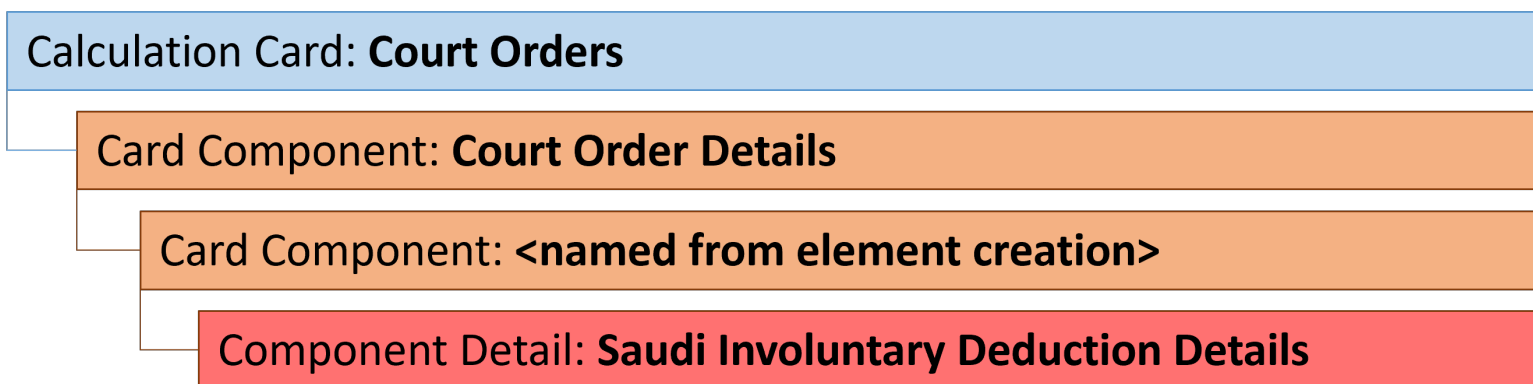 Calculation Card: Court Orders
Card Component: Court Order Details
Card Component: <named from element creation>
Component Detail: Saudi Involuntary Deduction Details